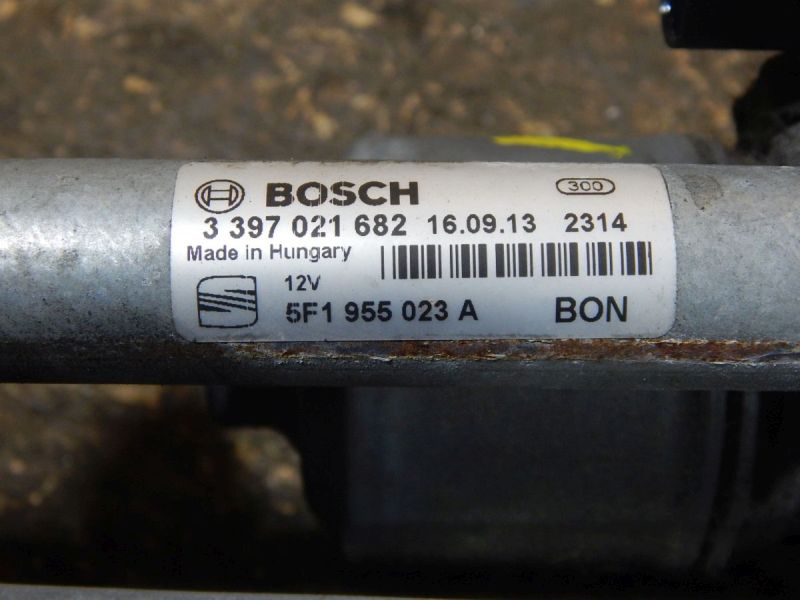 BOSCH 300
3 397 021 682 16.09.13 2314
Made in Hungary
12V
5F1 955 023 A BON